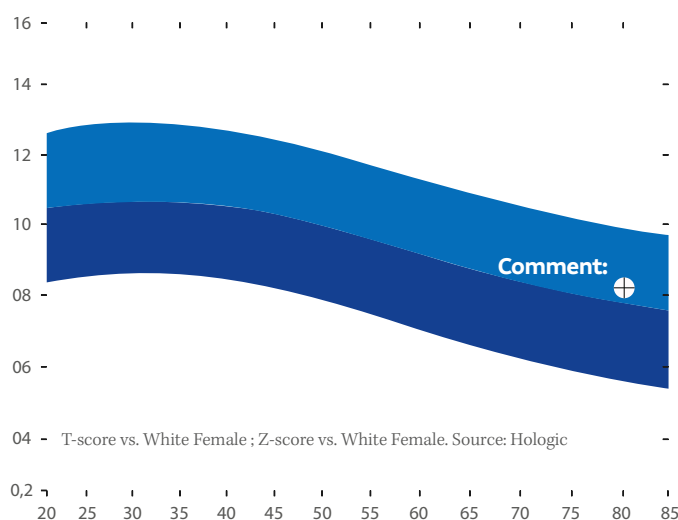 16
14
12
10
Comment:
08
06
04 T-score vs. White Female ; Z-score vs. White Female. Source: Hologic
0,2
20 25 30 35 40 45 50 55 60 65 70 75 80 85